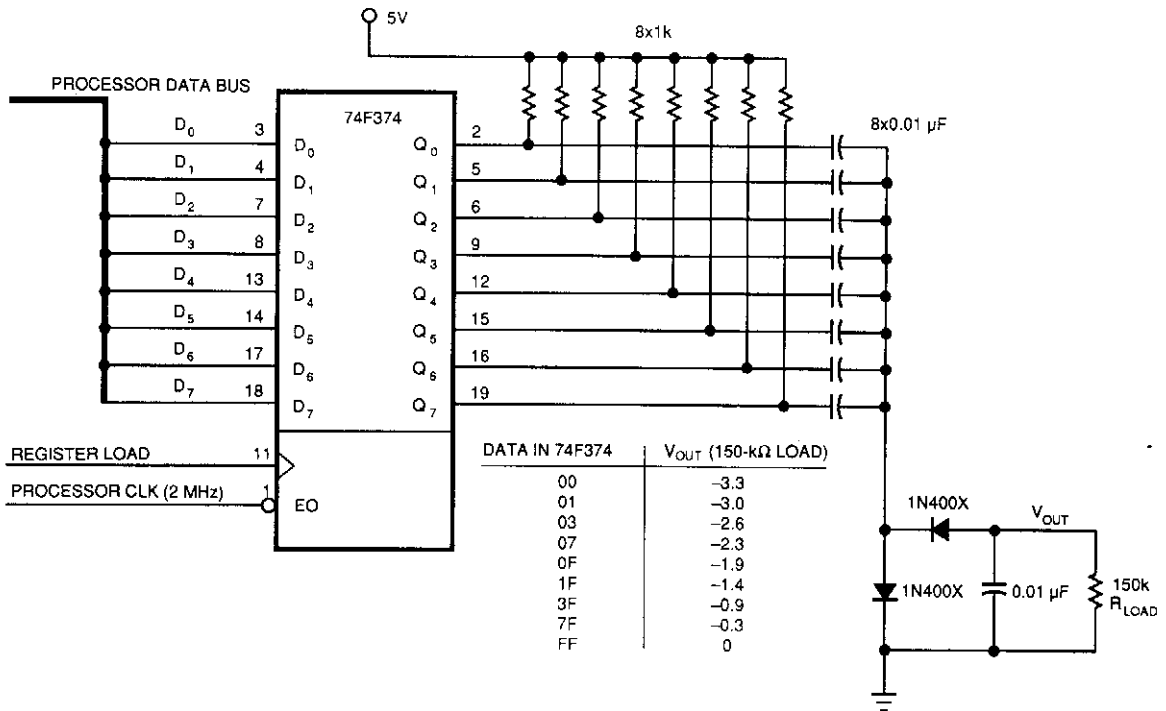 5V
8x1k
PROCESSOR DATA BUS
74F374
8x0.01 µF
D0 3 D0 Q0 2
D1 4 D1 Q1 5
D2 7 D2 Q2 6
D3 8 D3 Q3 9
D4 13 D4 Q4 12
D5 14 D5 Q5 15
D6 17 D6 Q6 16
D7 18 D7 Q7 19
REGISTER LOAD 11
PROCESSOR CLK (2 MHz) 1 EO
DATA IN 74F374 VOUT (150-kΩ LOAD)
00 –3.3
01 –3.0
03 –2.6
07 –2.3
0F –1.9
1F –1.4
3F –0.9
7F –0.3
FF 0
1N400X VOUT
1N400X 0.01 µF 150k
RLOAD